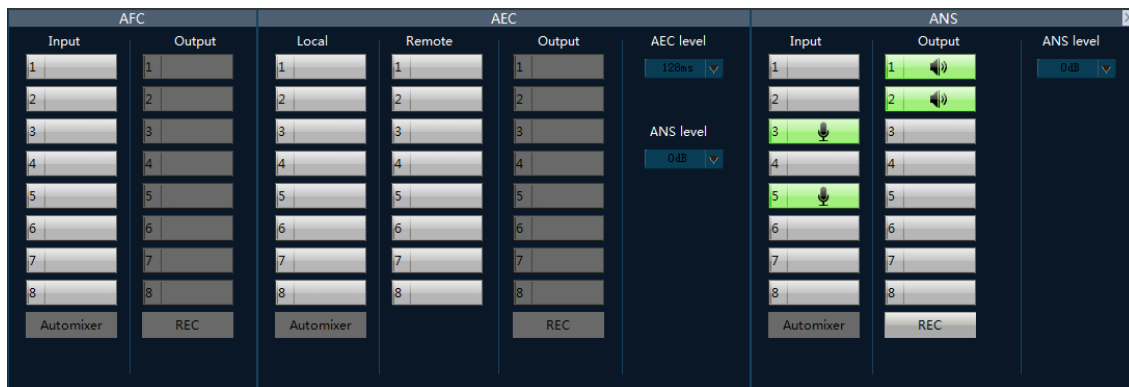 AFC AEC ANS
Input Output Local Remote Output AEC level Input Output ANS level
1 1 1 1 1 128ms 1 1 0dB
2 2 2 2 2 2 2
3 3 3 3 3 ANS level 3 3
4 4 4 4 4 0dB 4 4
5 5 5 5 5 5 5
6 6 6 6 6 6 6
7 7 7 7 7 7 7
8 8 8 8 8 8 8
Automixer REC Automixer REC Automixer REC